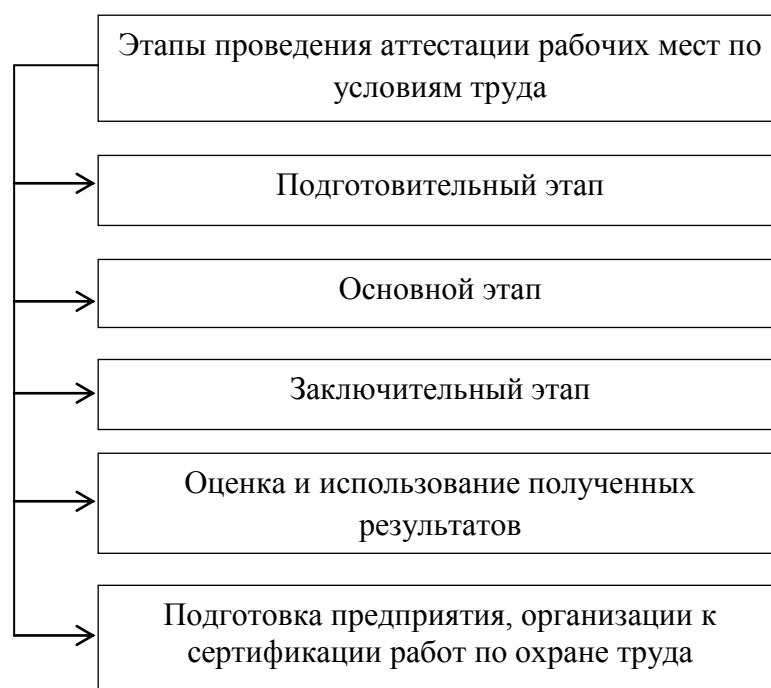 Этапы проведения аттестации рабочих мест по
условиям труда
Подготовительный этап
Основной этап
Заключительный этап
Оценка и использование полученных
результатов
Подготовка предприятия, организации к
сертификации работ по охране труда